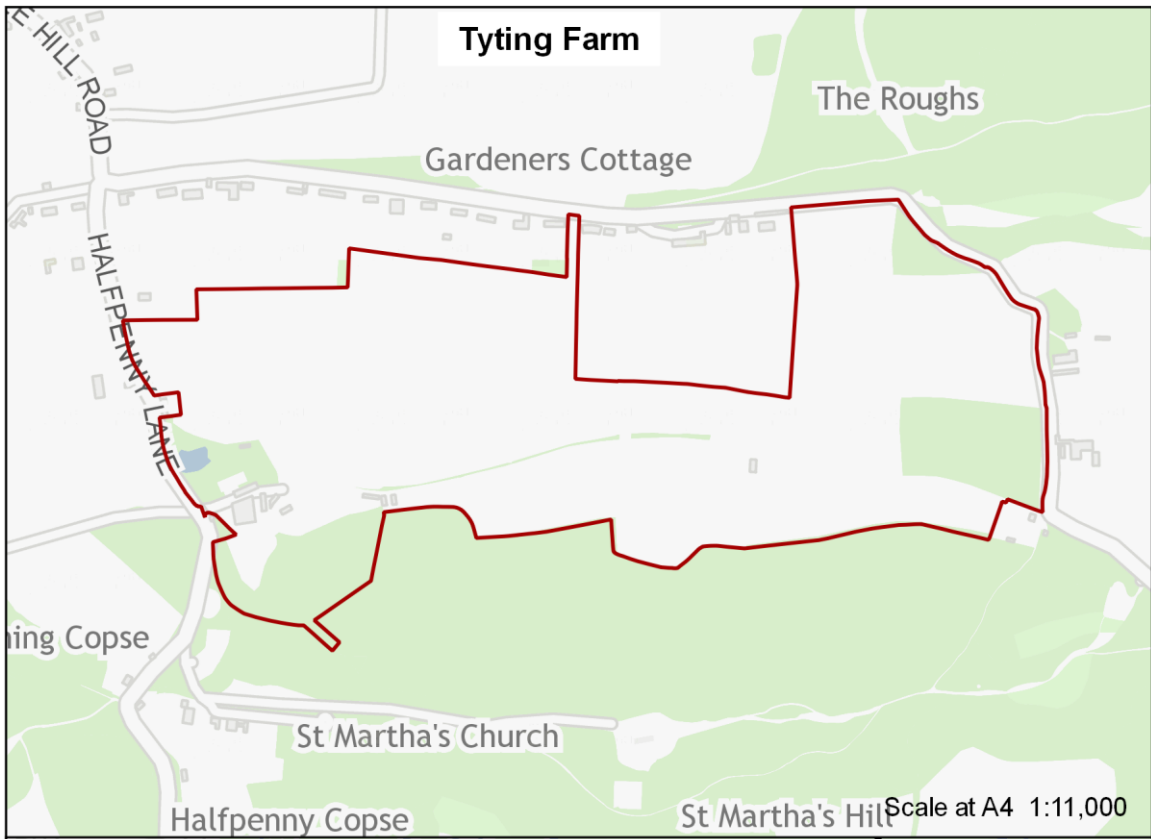 Tyting Farm
E HILL ROAD
The Roughs
Gardeners Cottage
HALFPENNY LANE
ning Copse
St Martha's Church
Halfpenny Copse
St Martha's Hill
Scale at A4 1:11,000